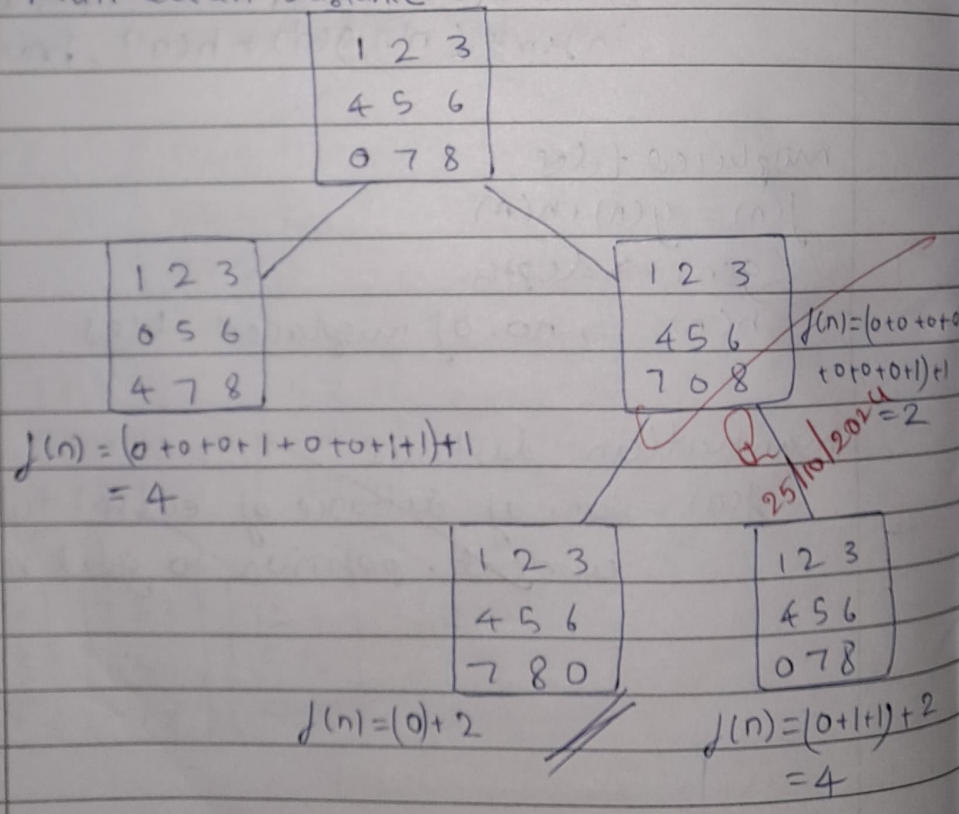 1 2 3
4 5 6
0 7 8
1 2 3
0 5 6
4 7 8
f(n) = (0+0+0+1+0+0+1+1)+1
= 4
1 2 3
4 5 6
7 0 8
f(n)=(0+0+0+0
+0+0+0+1)+1
=2
25/10/2024
1 2 3
4 5 6
7 8 0
f(n)=(0)+2
1 2 3
4 5 6
0 7 8
f(n)=(0+1+1)+2
=4